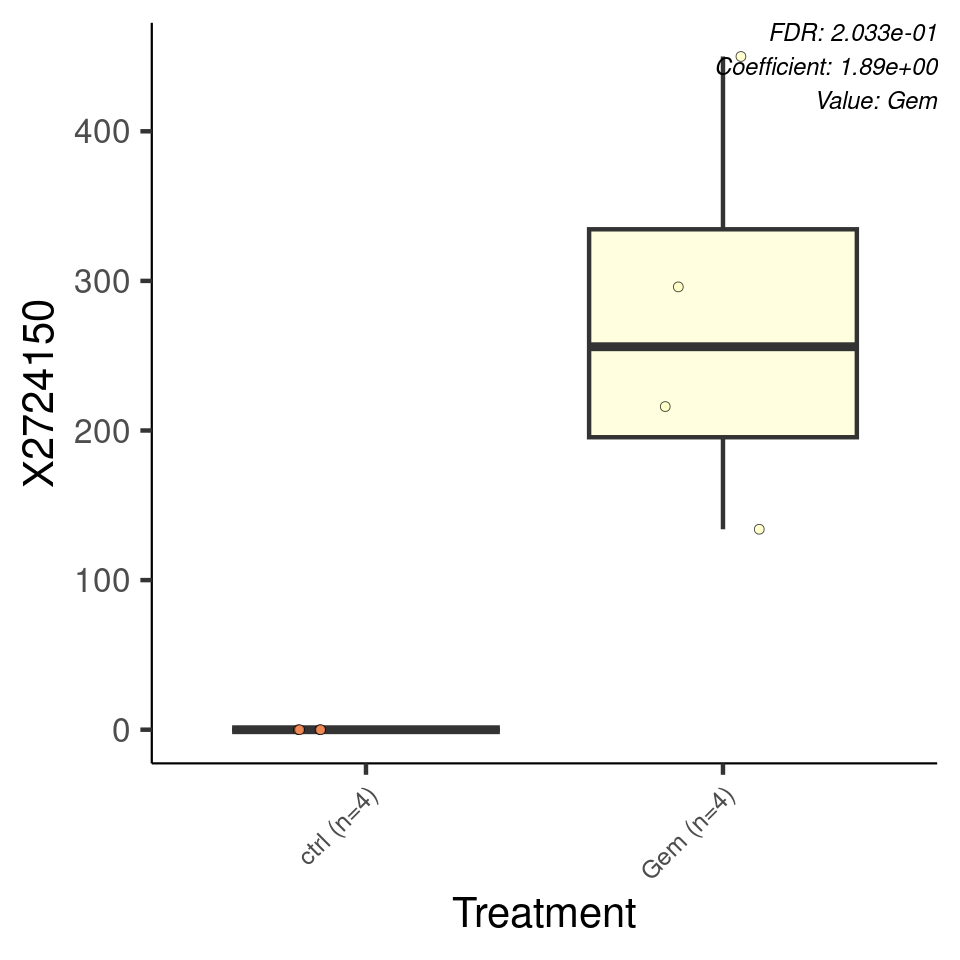 FDR: 2.033e-01
Coefficient: 1.89e+00
Value: Gem
400
300
200
100
0
X2724150
ctrl (n=4)
Gem (n=4)
Treatment